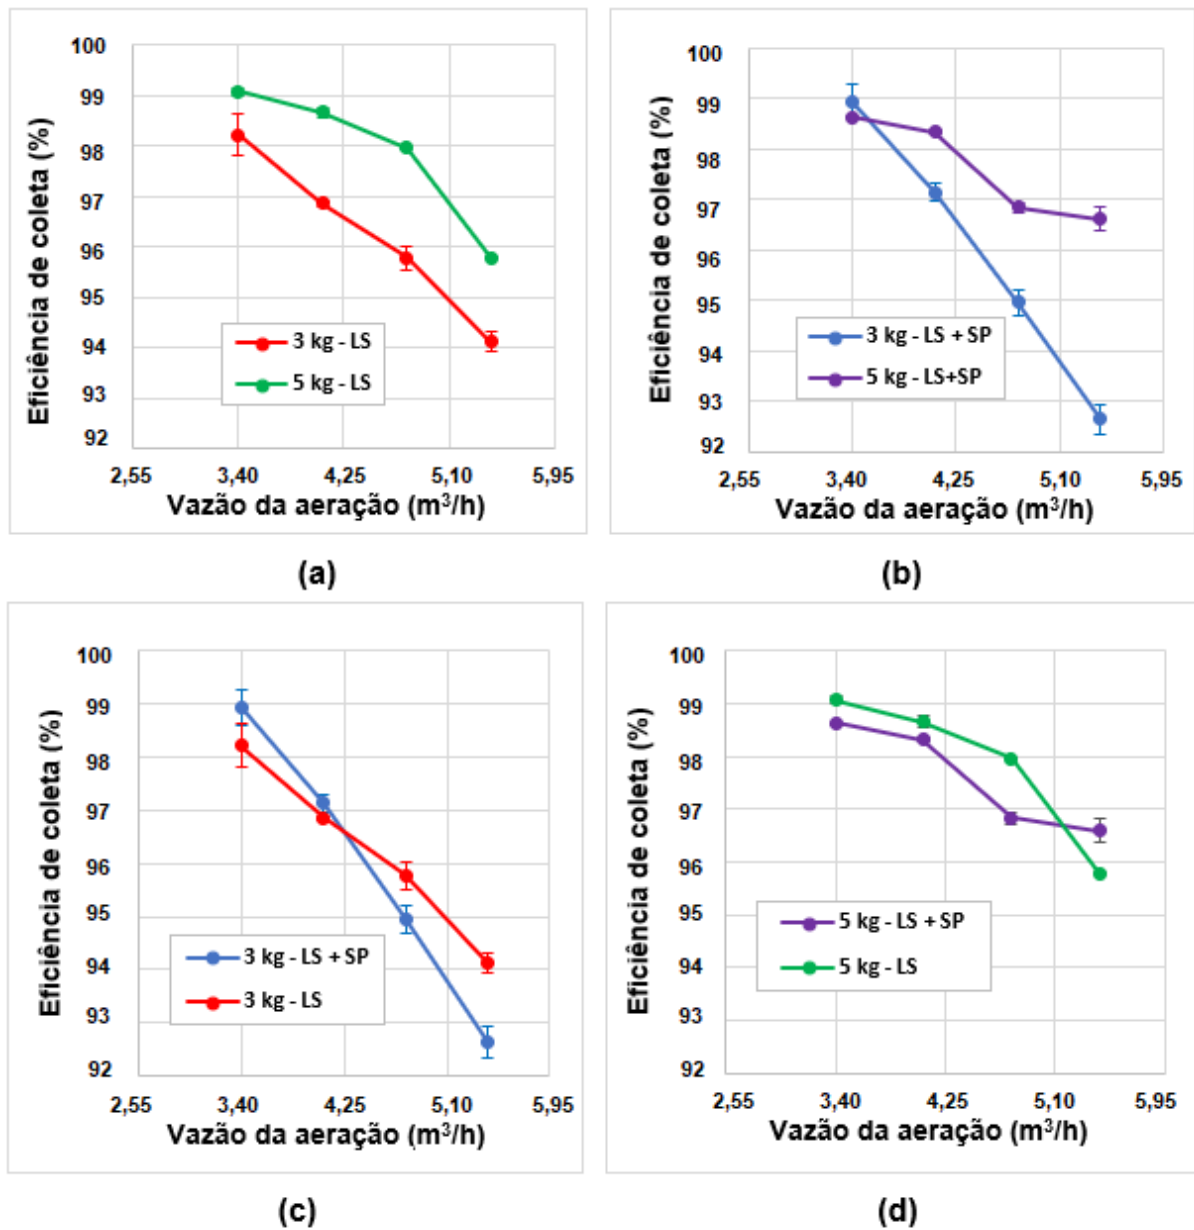 Eficiência de coleta (%)
100
99
98
97
96
95
94
93
92
3 kg - LS
5 kg - LS
2,55 3,40 4,25 5,10 5,95
Vazão da aeração (m³/h)
(a)
Eficiência de coleta (%)
100
99
98
97
96
95
94
93
92
3 kg - LS + SP
5 kg - LS+SP
2,55 3,40 4,25 5,10 5,95
Vazão da aeração (m³/h)
(b)
Eficiência de coleta (%)
100
99
98
97
96
95
94
93
92
3 kg - LS + SP
3 kg - LS
2,55 3,40 4,25 5,10 5,95
Vazão da aeração (m³/h)
(c)
Eficiência de coleta (%)
100
99
98
97
96
95
94
93
92
5 kg - LS + SP
5 kg - LS
2,55 3,40 4,25 5,10 5,95
Vazão da aeração (m³/h)
(d)